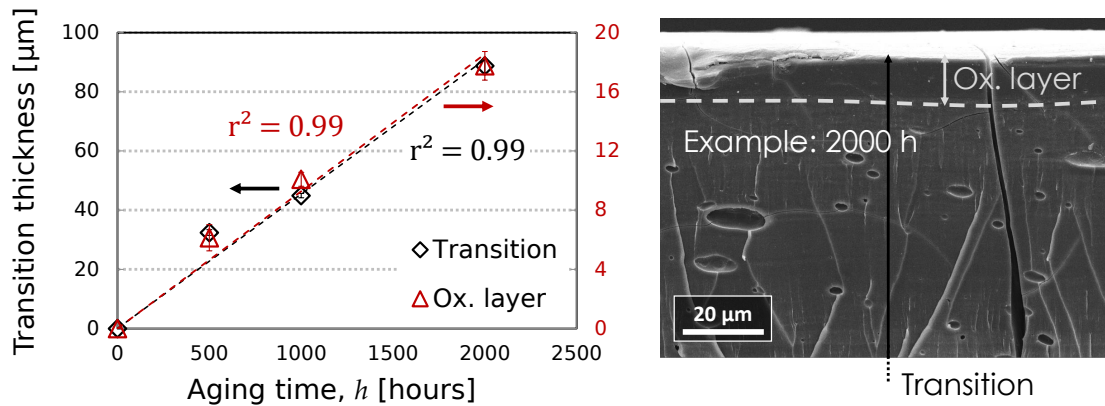 Transition thickness [µm]
100
80
60
40
20
0
20
16
12
8
4
0
r² = 0.99
r² = 0.99
Transition
Ox. layer
0 500 1000 1500 2000 2500
Aging time, h [hours]
Ox. layer
Example: 2000 h
20 µm
Transition